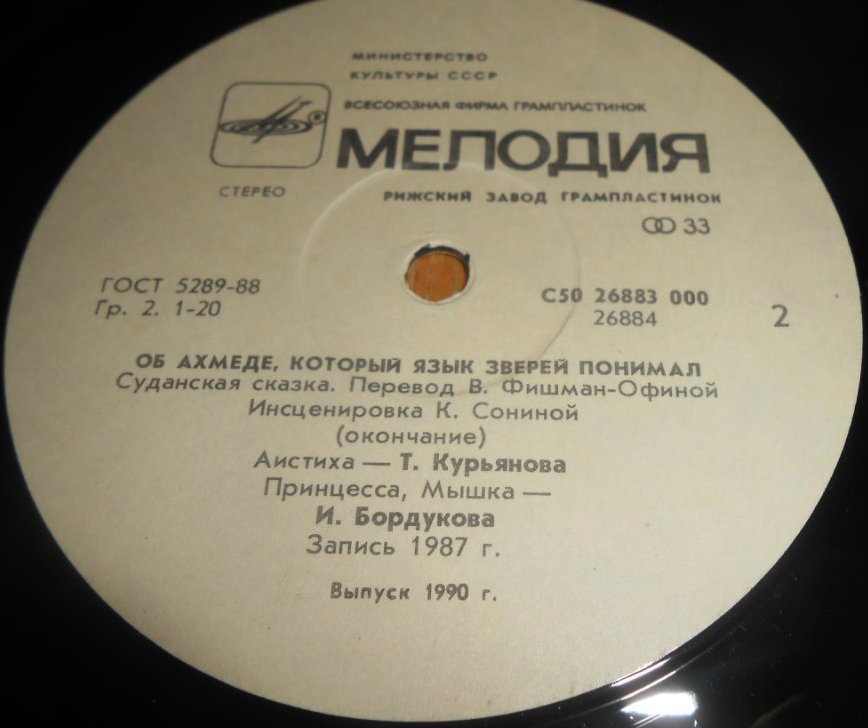 МИНИСТЕРСТВО
КУЛЬТУРЫ СССР
ВСЕСОЮЗНАЯ ФИРМА ГРАМПЛАСТИНОК
®
МЕЛОДИЯ
СТЕРЕО
РИЖСКИЙ ЗАВОД ГРАМПЛАСТИНОК
33
ГОСТ 5289-88
Гр. 2. 1-20
С50 26883 000
26884
2
ОБ АХМЕДЕ, КОТОРЫЙ ЯЗЫК ЗВЕРЕЙ ПОНИМАЛ
Суданская сказка. Перевод В. Фишман-Офиной
Инсценировка К. Сониной
(окончание)
Аистиха — Т. Курьянова
Принцесса, Мышка —
И. Бордукова
Запись 1987 г.
Выпуск 1990 г.